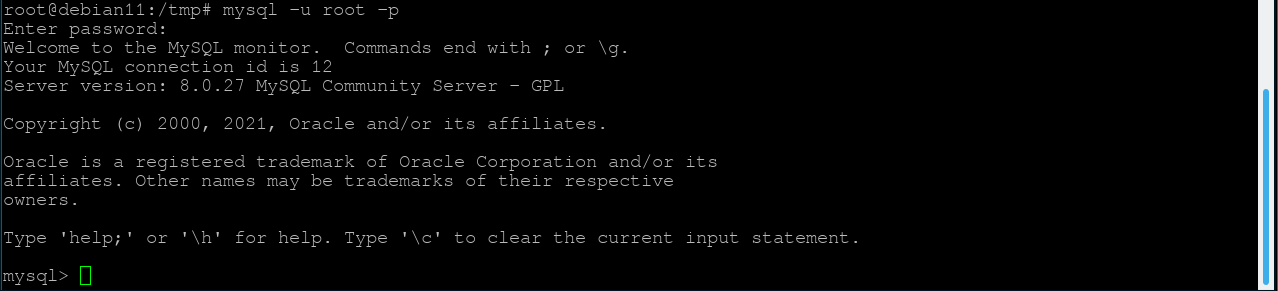 root@debian11:/tmp# mysql -u root -p
Enter password:
Welcome to the MySQL monitor.  Commands end with ; or \g.
Your MySQL connection id is 12
Server version: 8.0.27 MySQL Community Server - GPL
Copyright (c) 2000, 2021, Oracle and/or its affiliates.
Oracle is a registered trademark of Oracle Corporation and/or its
affiliates. Other names may be trademarks of their respective
owners.
Type 'help;' or '\h' for help. Type '\c' to clear the current input statement.
mysql>